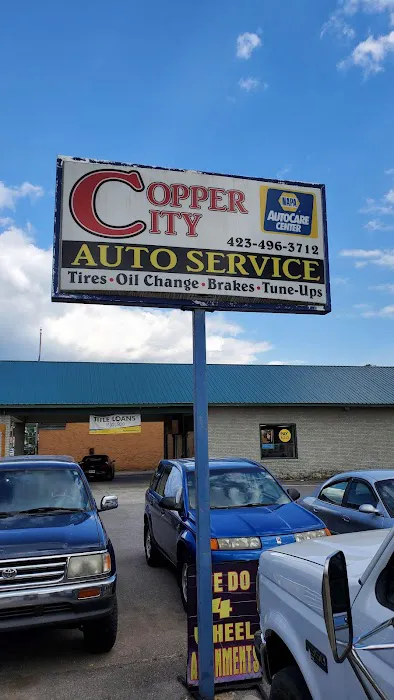 COPPER
CITY
NAPA
AUTOCARE
CENTER
423-496-3712
AUTO SERVICE
Tires • Oil Change • Brakes • Tune-Ups
TITLE LOANS
WE DO
4
WHEEL